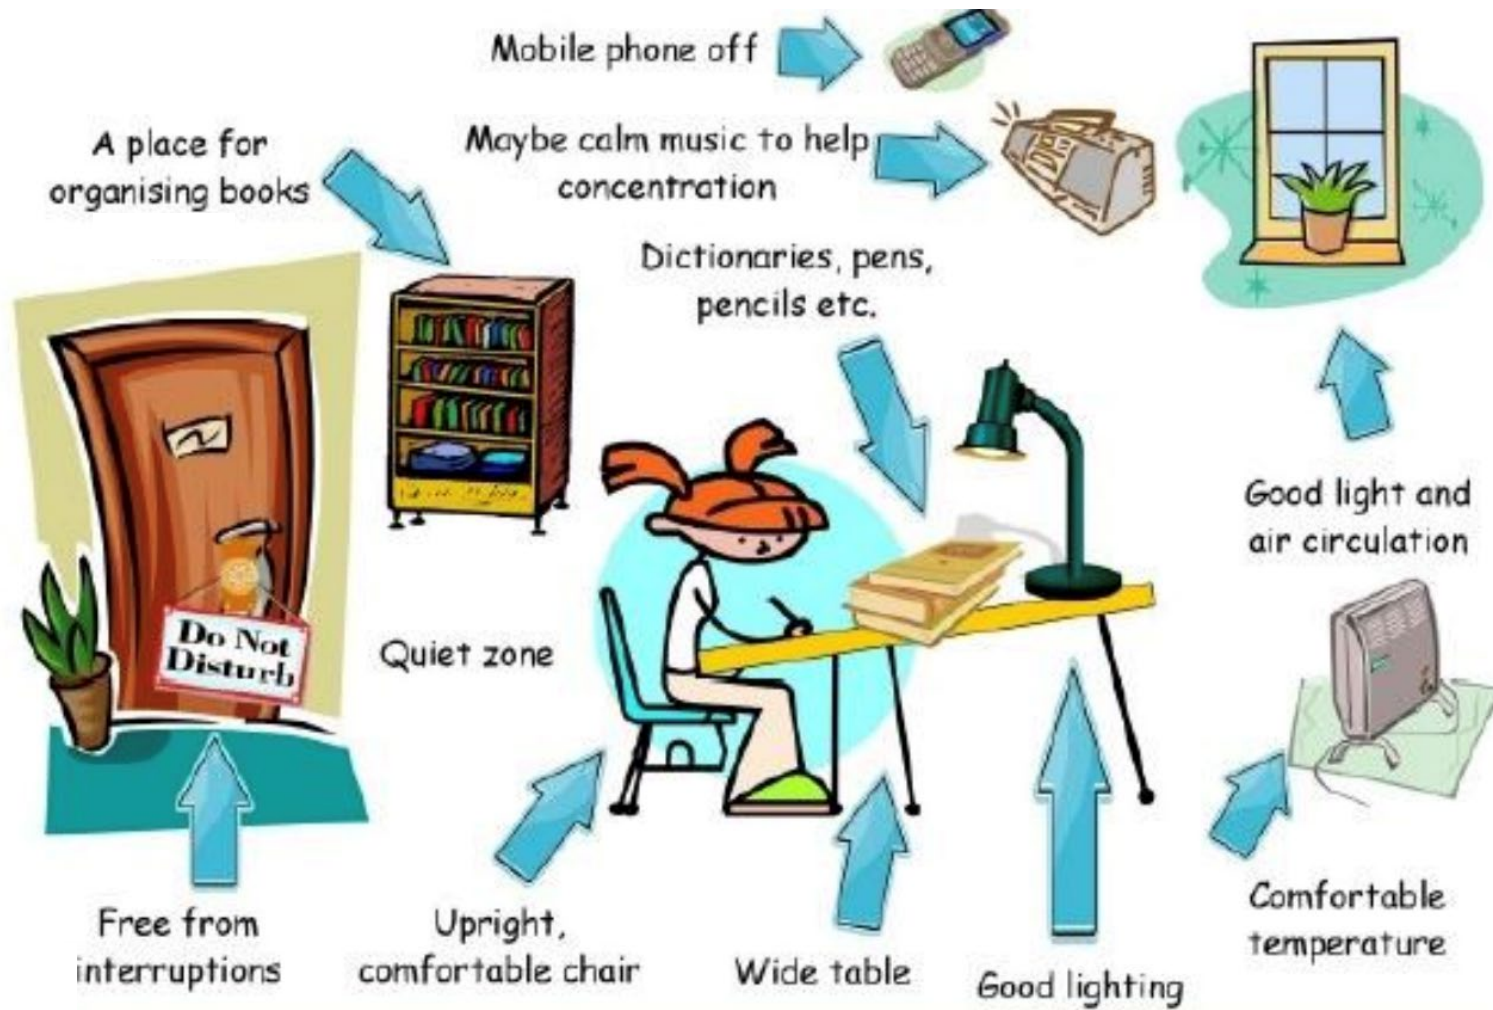 Mobile phone off
A place for
organising books
Maybe calm music to help
concentration
Dictionaries, pens,
pencils etc.
Good light and
air circulation
Do Not
Disturb
Quiet zone
Free from
interruptions
Upright,
comfortable chair
Wide table
Good lighting
Comfortable
temperature